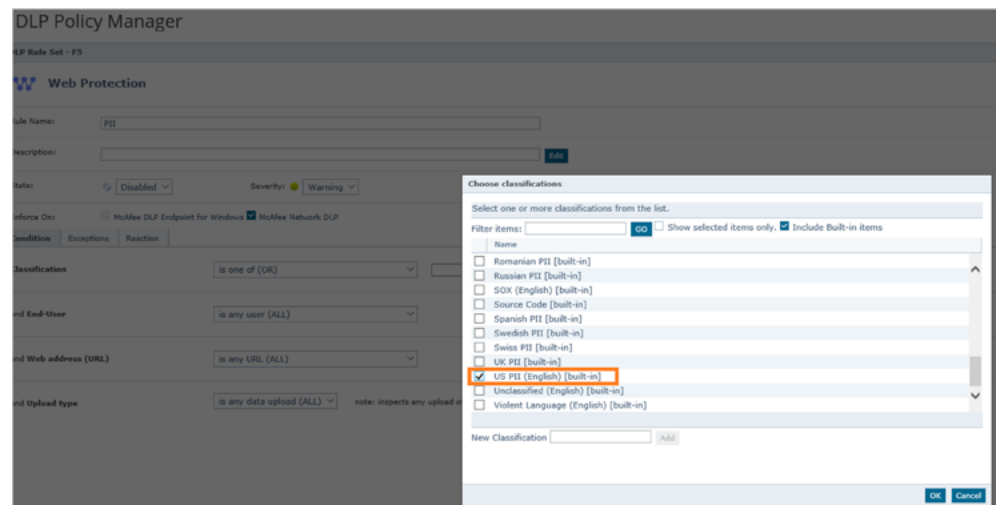 DLP Policy Manager
DLP Rule Set - F5
Web Protection
Rule Name:
PII
Description:
Edit
State:
Disabled
Severity:
Warning
Enforce On:
McAfee DLP Endpoint for Windows
McAfee Network DLP
Condition
Exceptions
Reaction
Classification
is one of (OR)
and End-User
is any user (ALL)
and Web address (URL)
is any URL (ALL)
and Upload type
is any data upload (ALL)
note: inspects any upload
Choose classifications
Select one or more classifications from the list.
Filter items:
GO
Show selected items only.
Include Built-in items
Name
Romanian PII [built-in]
Russian PII [built-in]
SOX (English) [built-in]
Source Code [built-in]
Spanish PII [built-in]
Swedish PII [built-in]
Swiss PII [built-in]
UK PII [built-in]
US PII (English) [built-in]
Unclassified (English) [built-in]
Violent Language (English) [built-in]
New Classification
Add
OK
Cancel